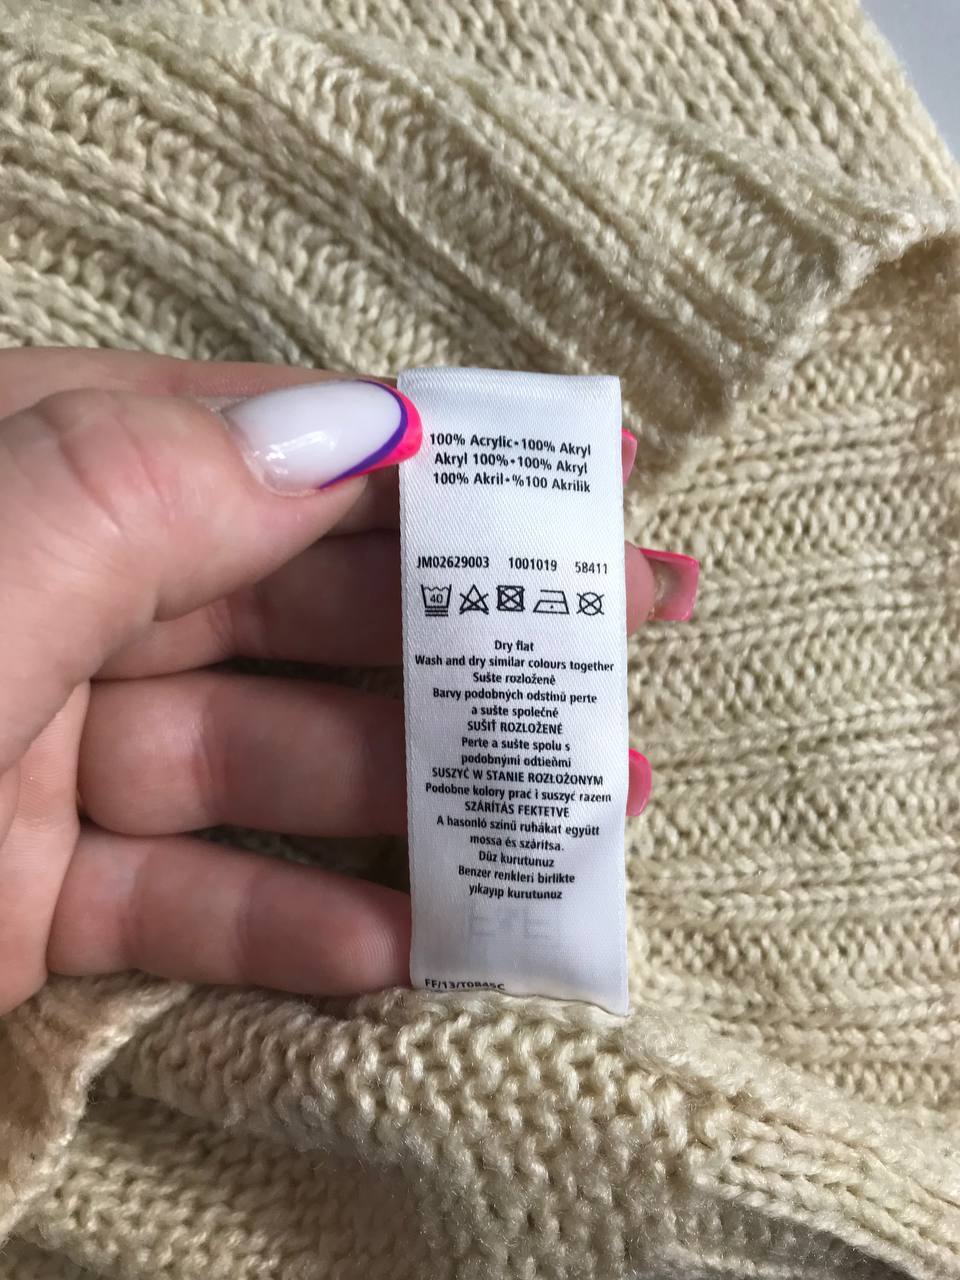 100% Acrylic•100% Akryl
Akryl 100%•100% Akryl
100% Akril•%100 Akrilik
JM02629003 1001019 58411
40
Dry flat
Wash and dry similar colours together
Sušte rozložené
Barvy podobných odstínů perte
a sušte společně
SUŠIŤ ROZLOŽENÉ
Perte a sušte spolu s
podobnými odtieňmi
SUSZYĆ W STANIE ROZŁOŻONYM
Podobne kolory prać i suszyć razem
SZÁRÍTÁS FEKTETVE
A hasonló színű ruhákat együtt
mossa és szárítsa.
Düz kurutunuz
Benzer renkleri birlikte
yıkayıp kurutunuz